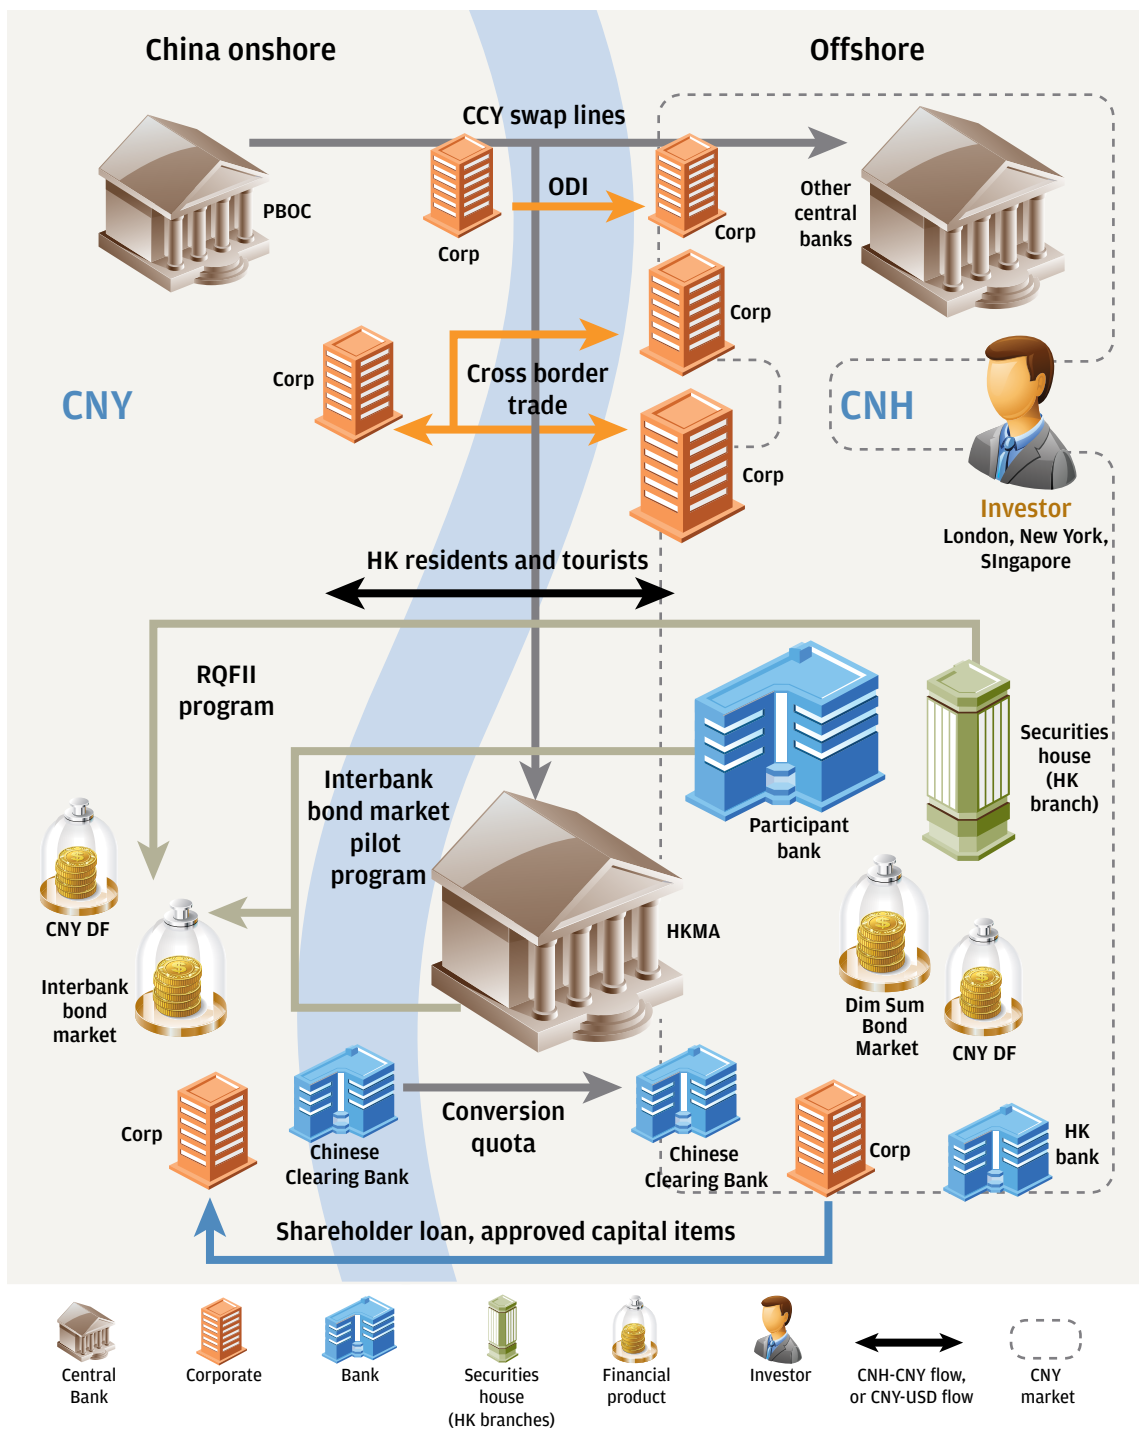 China onshore
Offshore
CCY swap lines
PBOC
ODI
Corp
Corp
Other
central
banks
Corp
Corp
Cross border
trade
CNY
CNH
Corp
Investor
London, New York,
SIngapore
HK residents and tourists
RQFII
program
Securities
house
(HK
branch)
Interbank
bond market
pilot
program
Participant
bank
CNY DF
HKMA
Interbank
bond
market
Dim Sum
Bond
Market
CNY DF
Corp
Chinese
Clearing Bank
Conversion
quota
Chinese
Clearing Bank
Corp
HK
bank
Shareholder loan, approved capital items
Central
Bank
Corporate
Bank
Securities
house
(HK branches)
Financial
product
Investor
CNH-CNY flow,
or CNY-USD flow
CNY
market